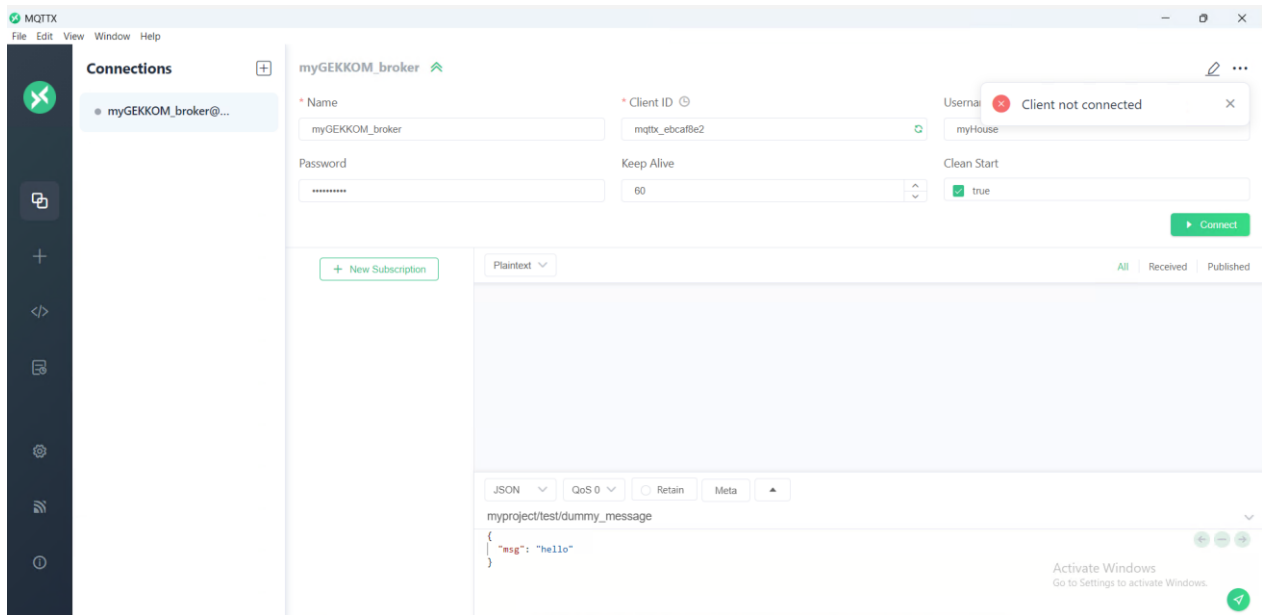 MQTTX
File Edit View Window Help
Connections
myGEKKOM_broker@...
myGEKKOM_broker
* Name
myGEKKOM_broker
* Client ID
mqttx_ebcaf8e2
Userna
myHouse
Client not connected
Password
••••••••••
Keep Alive
60
Clean Start
true
Connect
+ New Subscription
Plaintext
All Received Published
JSON QoS 0 Retain Meta
myproject/test/dummy_message
{
"msg": "hello"
}
Activate Windows
Go to Settings to activate Windows.